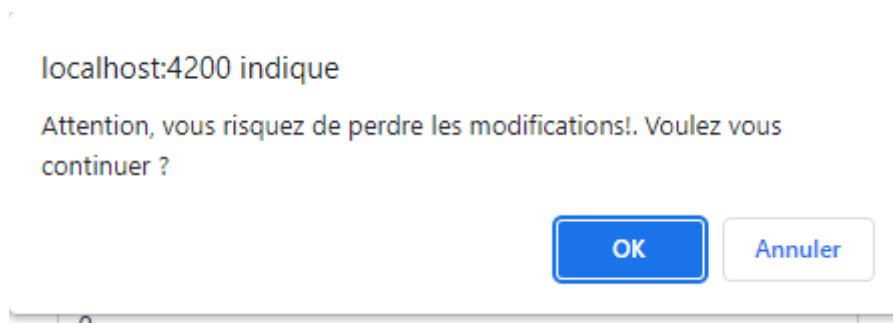 localhost:4200 indique
Attention, vous risquez de perdre les modifications!. Voulez vous
continuer ?
OK Annuler